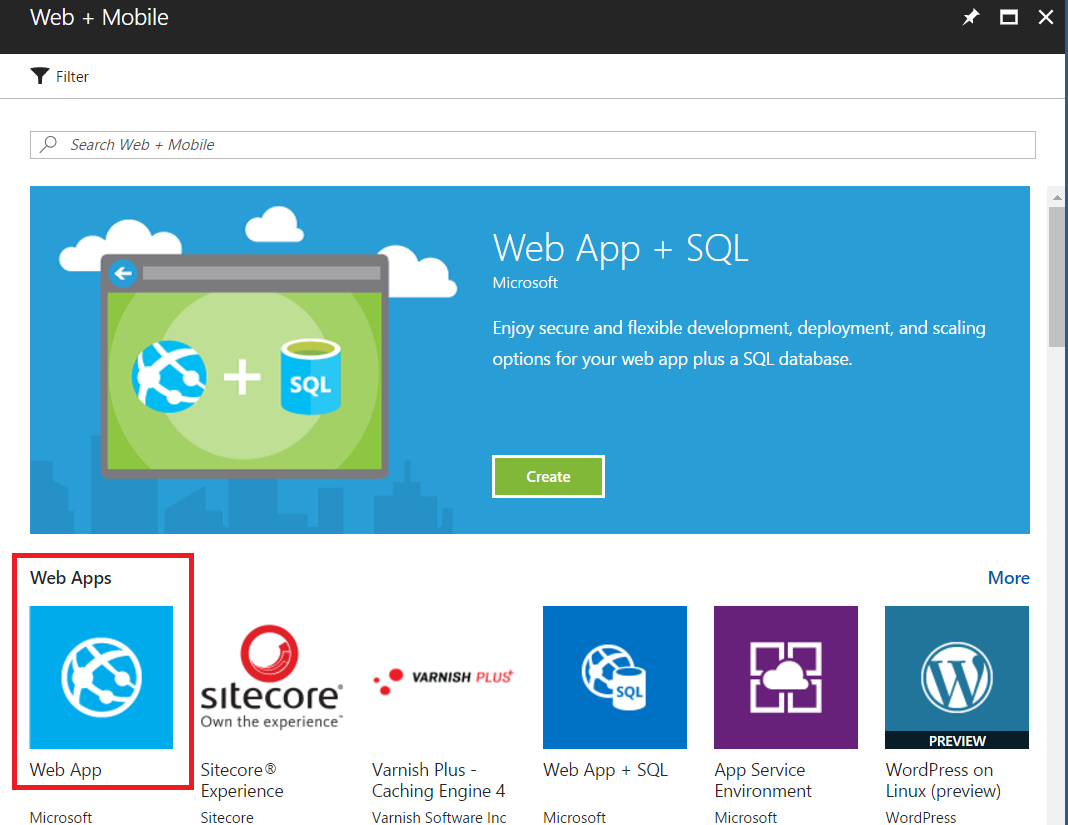 Web + Mobile
Filter
Search Web + Mobile
Web App + SQL
Microsoft
Enjoy secure and flexible development, deployment, and scaling
options for your web app plus a SQL database.
SQL
Create
Web Apps
More
sitecore®
Own the experience™
VARNISH PLUS
SQL
PREVIEW
Web App
Microsoft
Sitecore®
Experience
Sitecore
Varnish Plus -
Caching Engine 4
Varnish Software Inc
Web App + SQL
Microsoft
App Service
Environment
Microsoft
WordPress on
Linux (preview)
WordPress